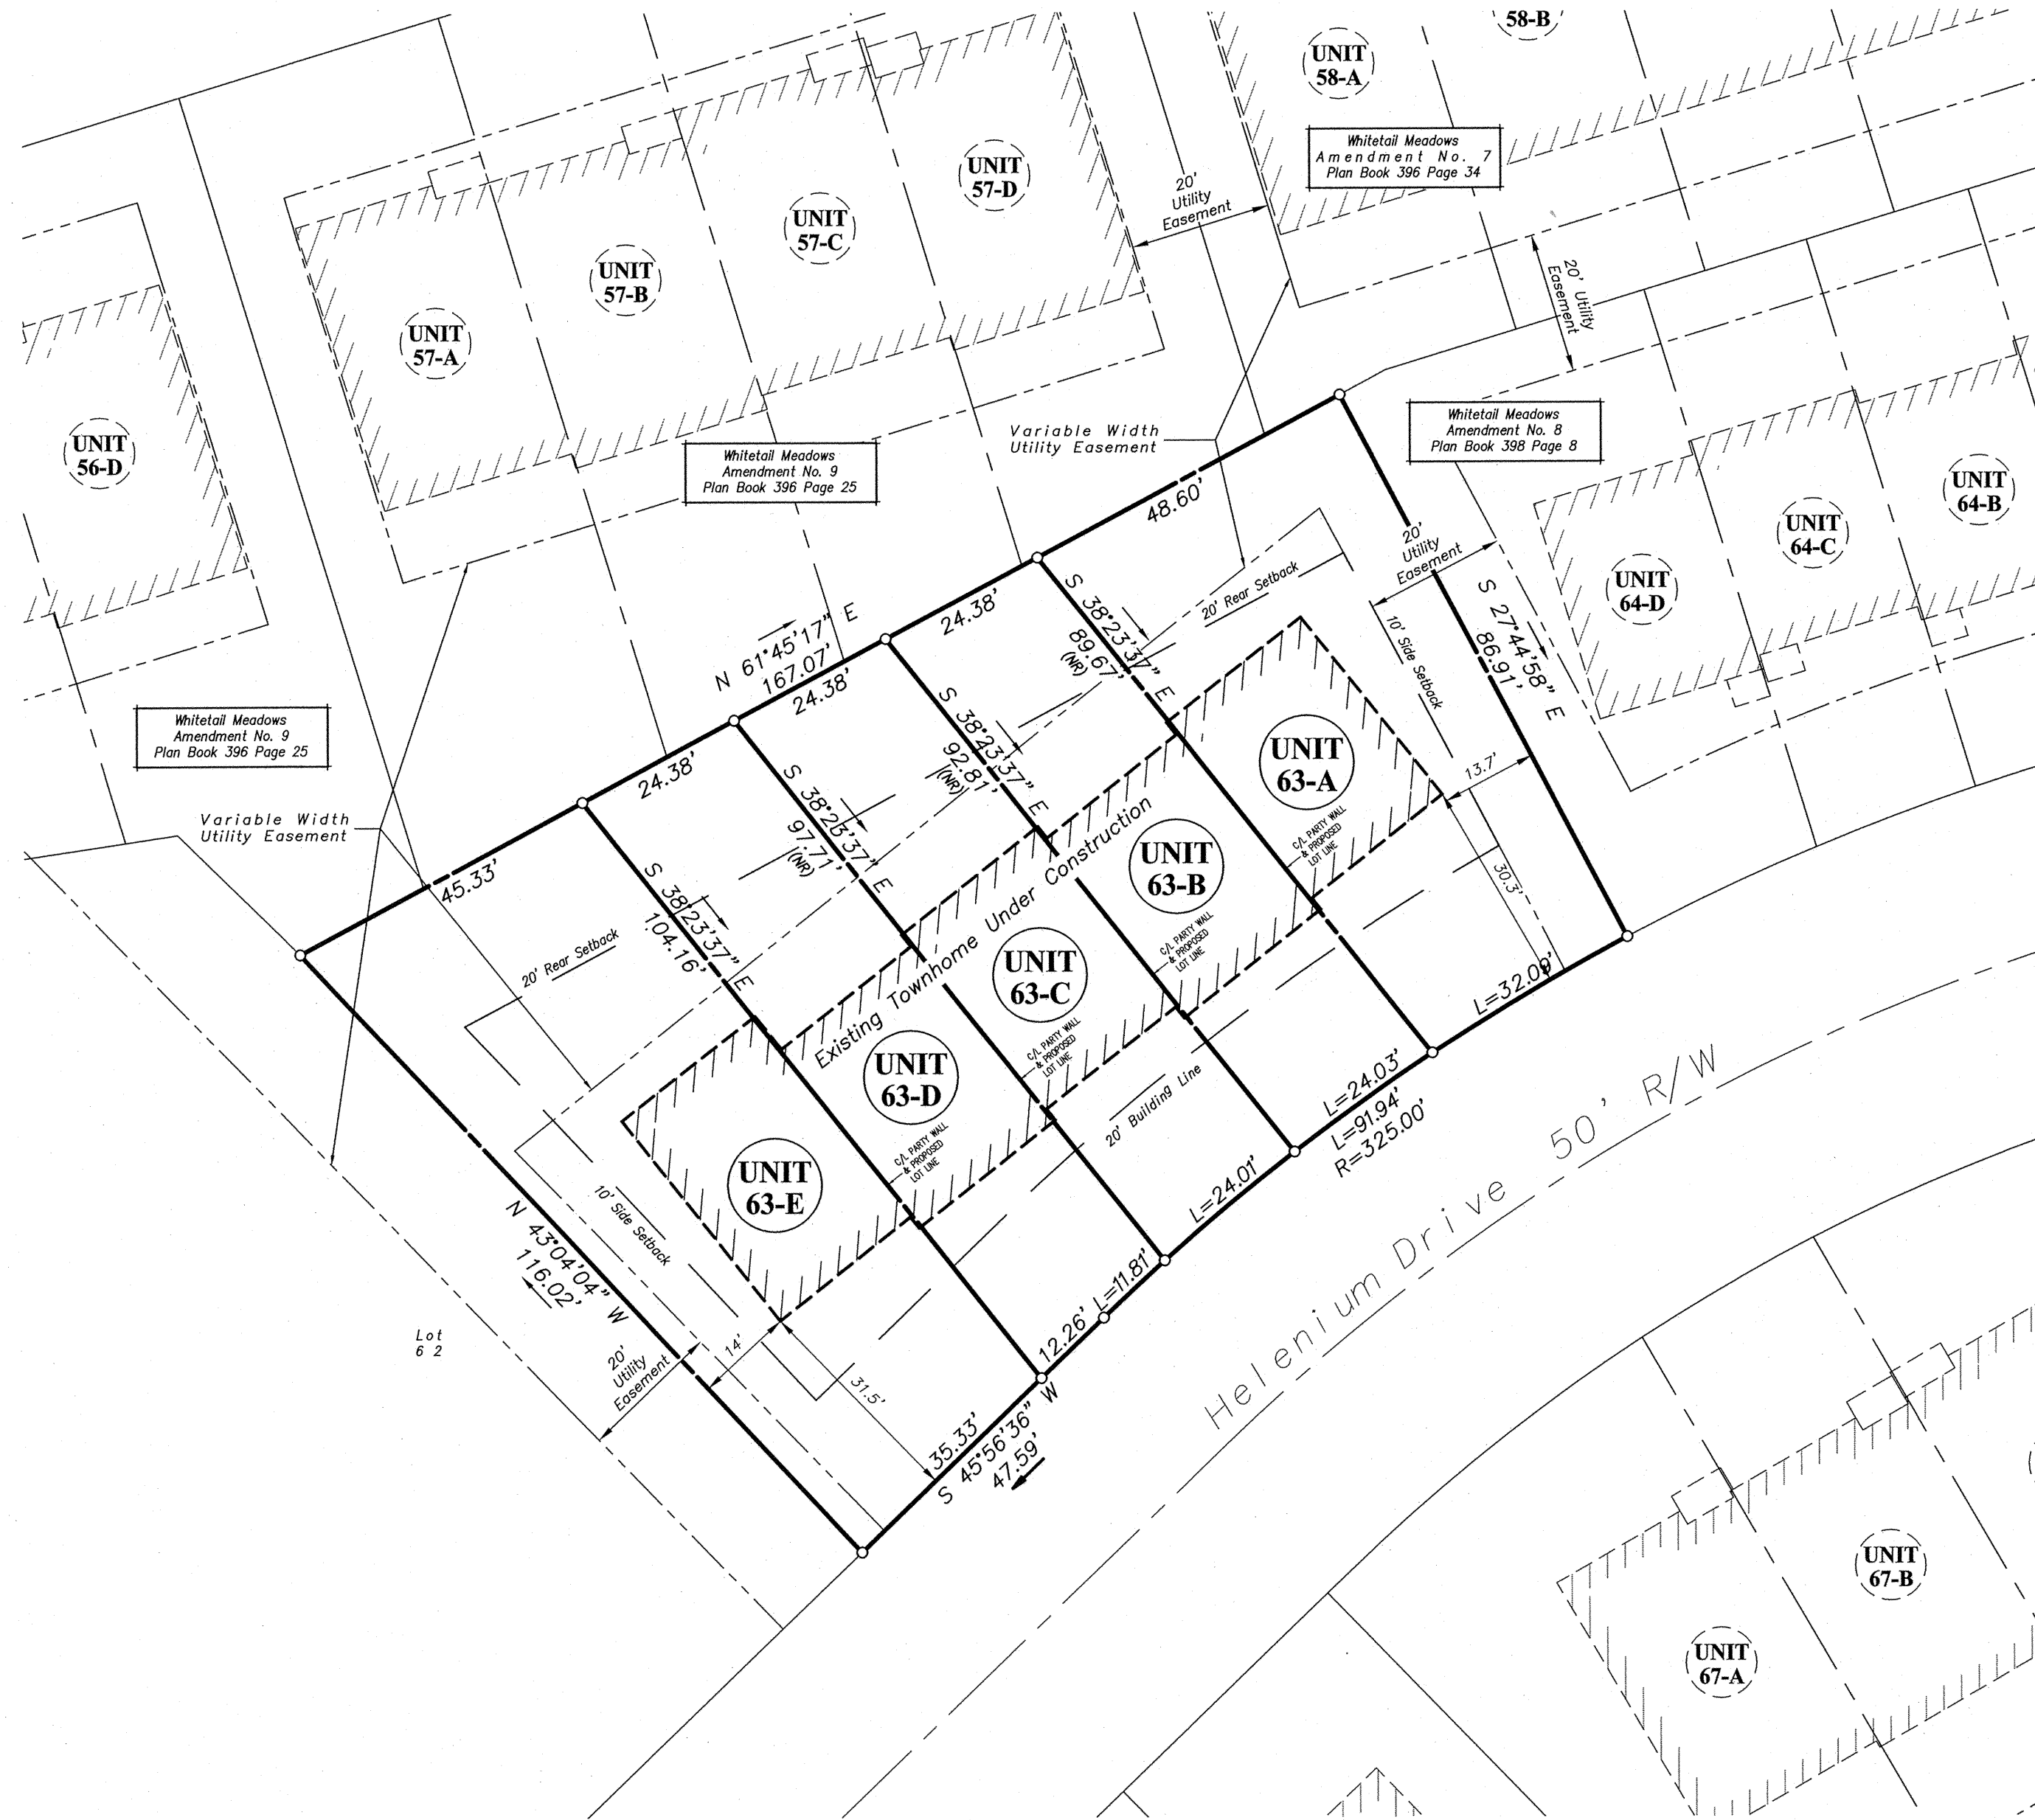 58-B
UNIT
58-A
Whitetail Meadows
Amendment No. 7
Plan Book 396 Page 34
UNIT
57-D
20'
Utility
Easement
UNIT
57-C
UNIT
57-B
20' Utility
Easement
UNIT
57-A
UNIT
56-D
Whitetail Meadows
Amendment No. 9
Plan Book 396 Page 25
Variable Width
Utility Easement
Whitetail Meadows
Amendment No. 8
Plan Book 398 Page 8
UNIT
64-B
UNIT
64-C
UNIT
64-D
48.60'
20'
Utility
Easement
S 27°44'58" E
86.91'
20' Rear Setback
10' Side Setback
S 38°23'37" E
89.67'
(NR)
24.38'
N 61°45'17" E
167.07'
24.38'
S 38°23'37" E
92.81'
(NR)
Whitetail Meadows
Amendment No. 9
Plan Book 396 Page 25
24.38'
S 38°23'37" E
97.71'
(NR)
UNIT
63-A
13.7'
C/L PARTY WALL
& PROPOSED
LOT LINE
30.3'
Variable Width
Utility Easement
45.33'
S 38°23'37" E
104.16'
20' Rear Setback
Existing Townhome Under Construction
UNIT
63-B
C/L PARTY WALL
& PROPOSED
LOT LINE
UNIT
63-C
C/L PARTY WALL
& PROPOSED
LOT LINE
UNIT
63-D
C/L PARTY WALL
& PROPOSED
LOT LINE
UNIT
63-E
20' Building Line
L=32.09'
L=24.03'
L=91.94'
R=325.00'
L=24.01'
L=11.81'
12.26'
35.33'
S 45°56'36" W
47.59'
10' Side Setback
N 43°04'04" W
116.02'
14'
31.5'
20'
Utility
Easement
Lot
62
Helenium Drive 50' R/W
UNIT
67-B
UNIT
67-A